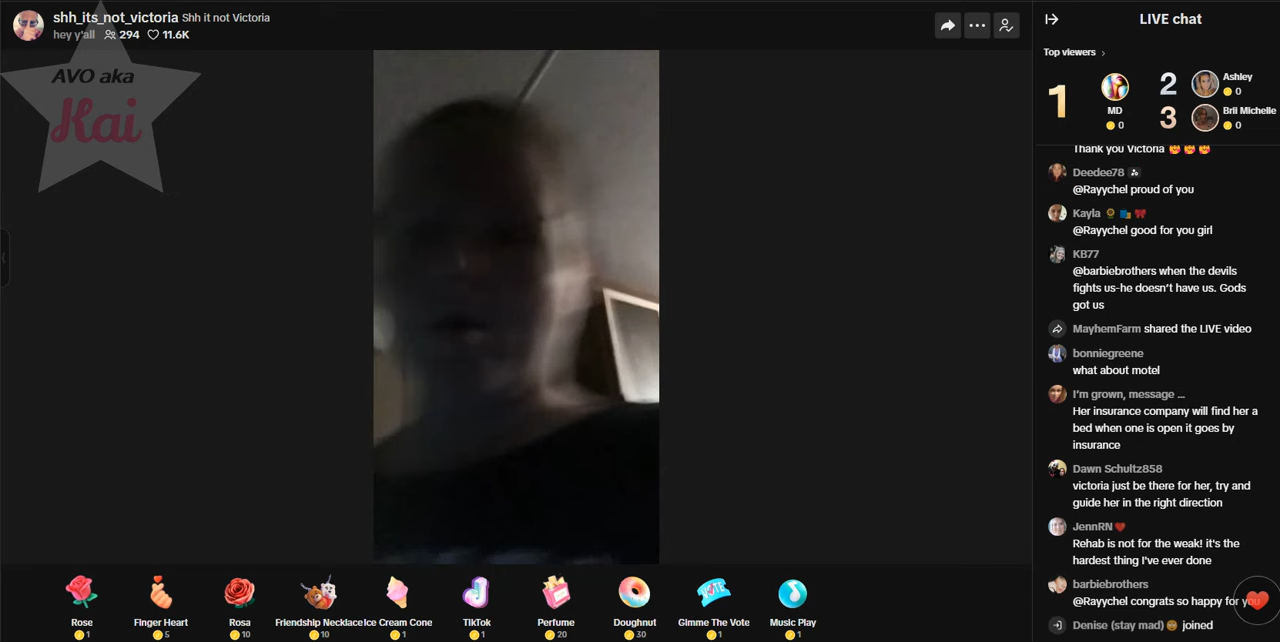 shh_its_not_victoria Shh it not Victoria
hey y'all 294 11.6K
AVO aka
Kai
LIVE chat
Top viewers
1
MD
0
2
Ashley
0
3
Brii Michelle
0
Thank you Victoria
Deedee78
@Rayychel proud of you
Kayla
@Rayychel good for you girl
KB77
@barbiebrothers when the devils
fights us-he doesn't have us. Gods
got us
MayhemFarm shared the LIVE video
bonniegreene
what about motel
I'm grown, message ...
Her insurance company will find her a
bed when one is open it goes by
insurance
Dawn Schultz858
victoria just be there for her, try and
guide her in the right direction
JennRN
Rehab is not for the weak! it's the
hardest thing I've ever done
barbiebrothers
@Rayychel congrats so happy for you
Denise (stay mad) joined
Rose
1
Finger Heart
5
Rosa
10
Friendship Necklace
10
Ice Cream Cone
1
TikTok
1
Perfume
20
Doughnut
30
VOTE
Gimme The Vote
1
Music Play
1